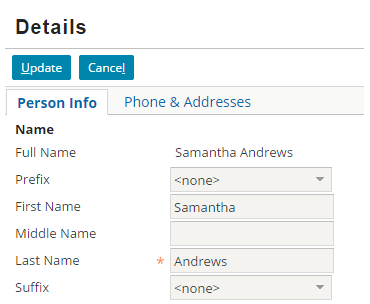 Details
Update Cancel
Person Info Phone & Addresses
Name
Full Name Samantha Andrews
Prefix <none>
First Name Samantha
Middle Name
Last Name * Andrews
Suffix <none>